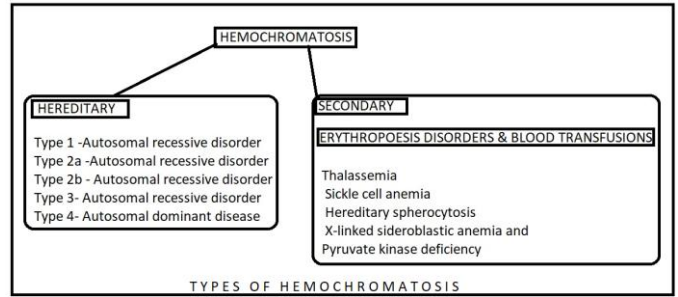 HEMOCHROMATOSIS
HEREDITARY
Type 1 -Autosomal recessive disorder
Type 2a -Autosomal recessive disorder
Type 2b - Autosomal recessive disorder
Type 3- Autosomal recessive disorder
Type 4- Autosomal dominant disease
SECONDARY
ERYTHROPOESIS DISORDERS & BLOOD TRANSFUSIONS
Thalassemia
Sickle cell anemia
Hereditary spherocytosis
X-linked sideroblastic anemia and
Pyruvate kinase deficiency
TYPES OF HEMOCHROMATOSIS